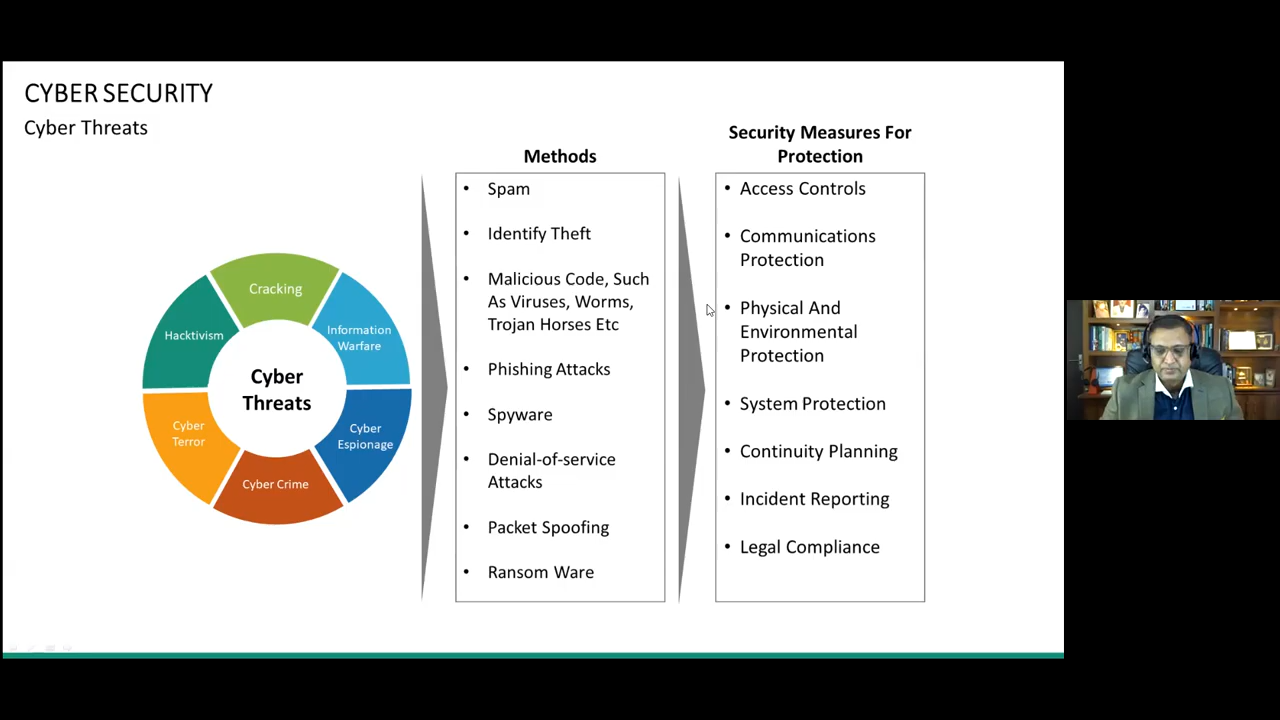 CYBER SECURITY
Cyber Threats
Cracking
Information
Warfare
Cyber
Espionage
Cyber Crime
Cyber
Terror
Hacktivism
Cyber
Threats
Methods
• Spam
• Identify Theft
• Malicious Code, Such
As Viruses, Worms,
Trojan Horses Etc
• Phishing Attacks
• Spyware
• Denial-of-service
Attacks
• Packet Spoofing
• Ransom Ware
Security Measures For
Protection
• Access Controls
• Communications
Protection
• Physical And
Environmental
Protection
• System Protection
• Continuity Planning
• Incident Reporting
• Legal Compliance